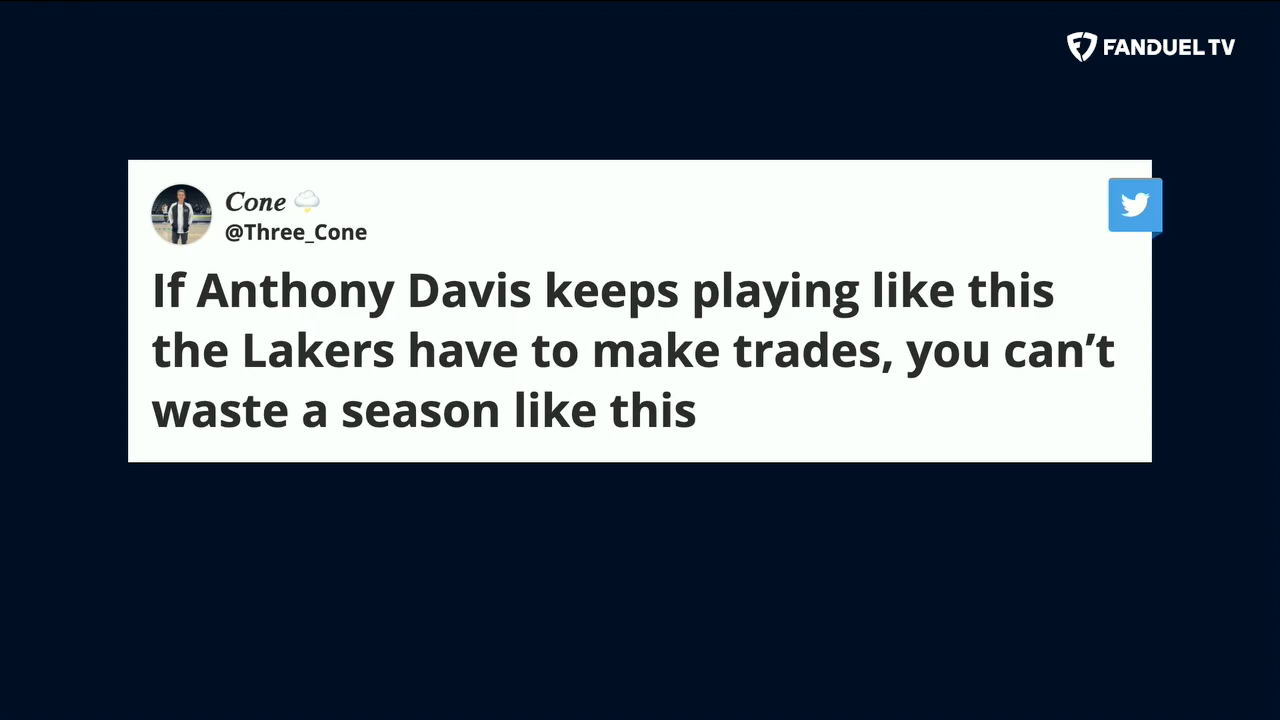 FANDUEL TV
Cone 🌩️
@Three_Cone
If Anthony Davis keeps playing like this
the Lakers have to make trades, you can’t
waste a season like this